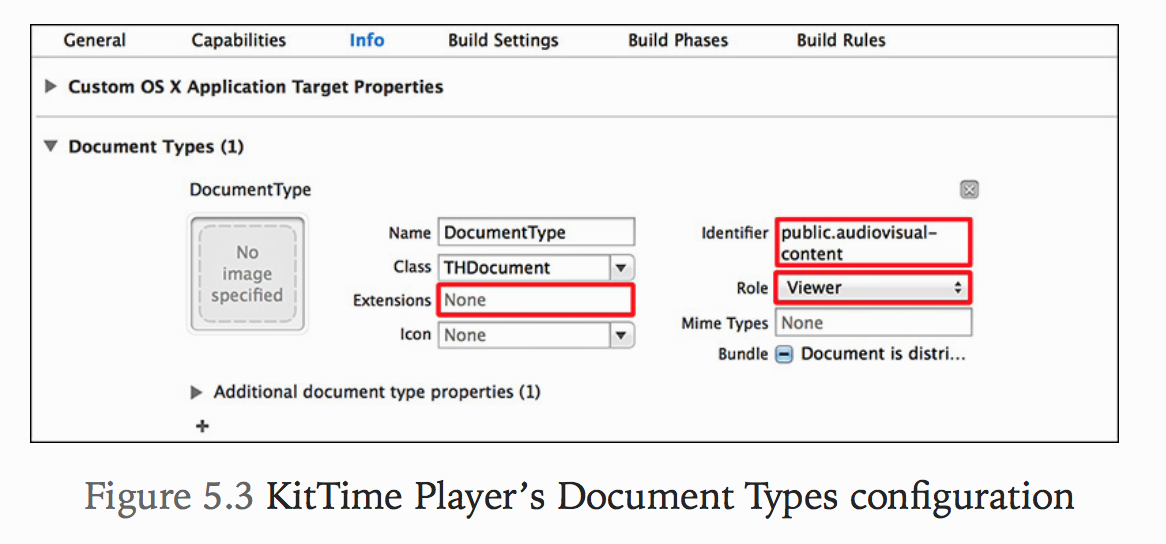 General Capabilities Info Build Settings Build Phases Build Rules
Custom OS X Application Target Properties
Document Types (1)
DocumentType
No
image
specified
Name DocumentType
Class THDocument
Extensions None
Icon None
Identifier public.audiovisual-
content
Role Viewer
Mime Types None
Bundle Document is distri...
Additional document type properties (1)
Figure 5.3 KitTime Player’s Document Types configuration